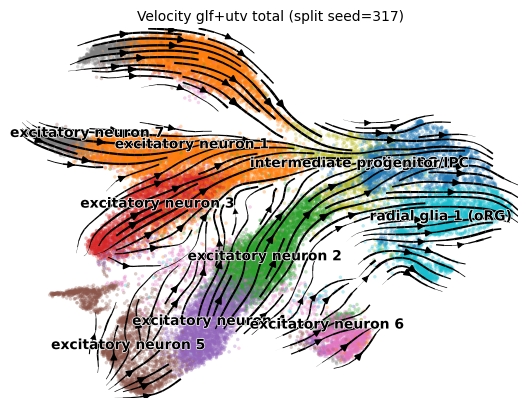 Velocity glf+utv total (split seed=317)
excitatory neuron 7
excitatory neuron 1
intermediate progenitor/IPC
excitatory neuron 3
radial glia 1 (oRG)
excitatory neuron 2
excitatory neuron
excitatory neuron 6
excitatory neuron 5